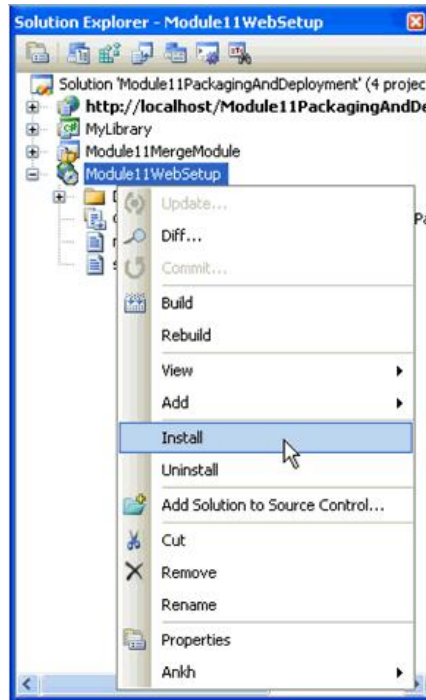 Solution Explorer - Module11WebSetup
Solution 'Module11PackagingAndDeployment' (4 projec
http://localhost/Module11PackagingAndDe
MyLibrary
Module11MergeModule
Module11WebSetup
Update...
Diff...
Commit...
Build
Rebuild
View
Add
Install
Uninstall
Add Solution to Source Control...
Cut
Remove
Rename
Properties
Ankh